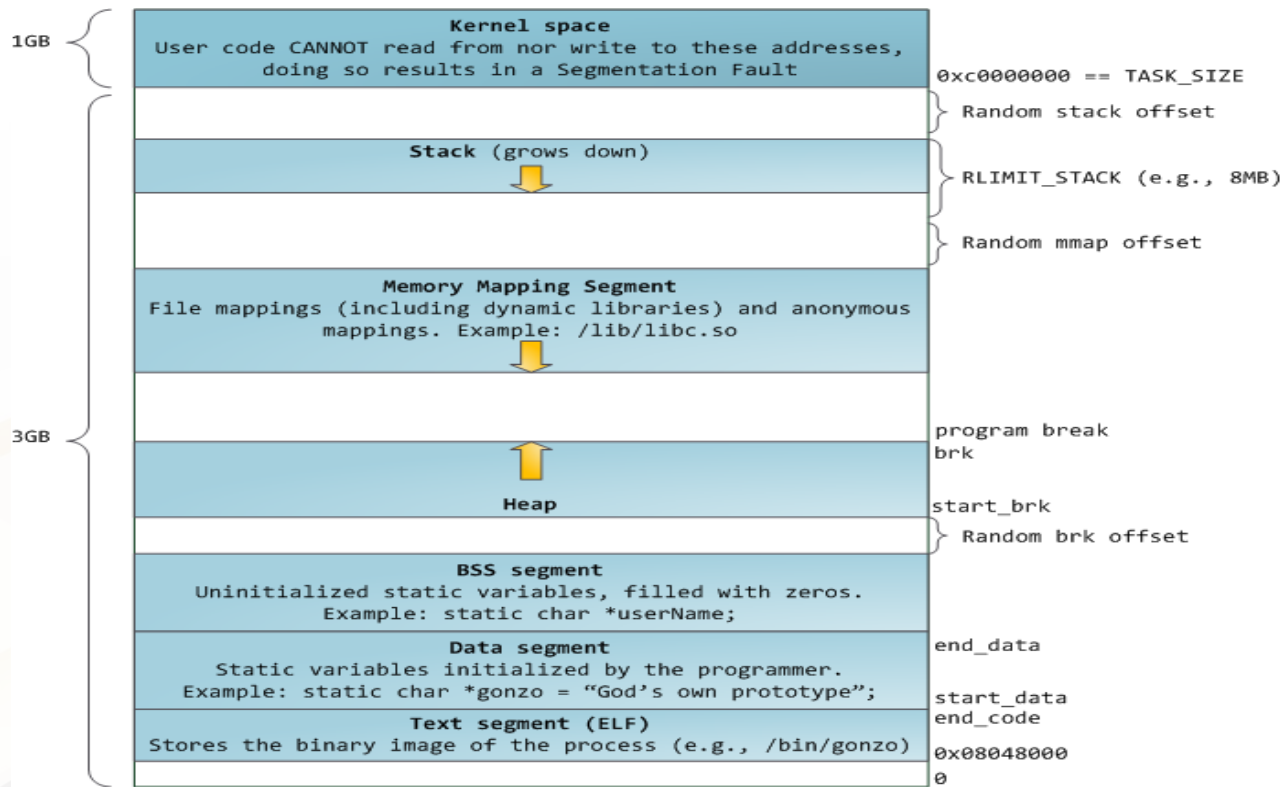 1GB
Kernel space
User code CANNOT read from nor write to these addresses,
doing so results in a Segmentation Fault
0xc0000000 == TASK_SIZE
Random stack offset
Stack (grows down)
RLIMIT_STACK (e.g., 8MB)
Random mmap offset
Memory Mapping Segment
File mappings (including dynamic libraries) and anonymous
mappings. Example: /lib/libc.so
3GB
program break
brk
Heap
start_brk
Random brk offset
BSS segment
Uninitialized static variables, filled with zeros.
Example: static char *userName;
Data segment
Static variables initialized by the programmer.
Example: static char *gonzo = “God’s own prototype”;
end_data
start_data
Text segment (ELF)
Stores the binary image of the process (e.g., /bin/gonzo)
end_code
0x08048000
0